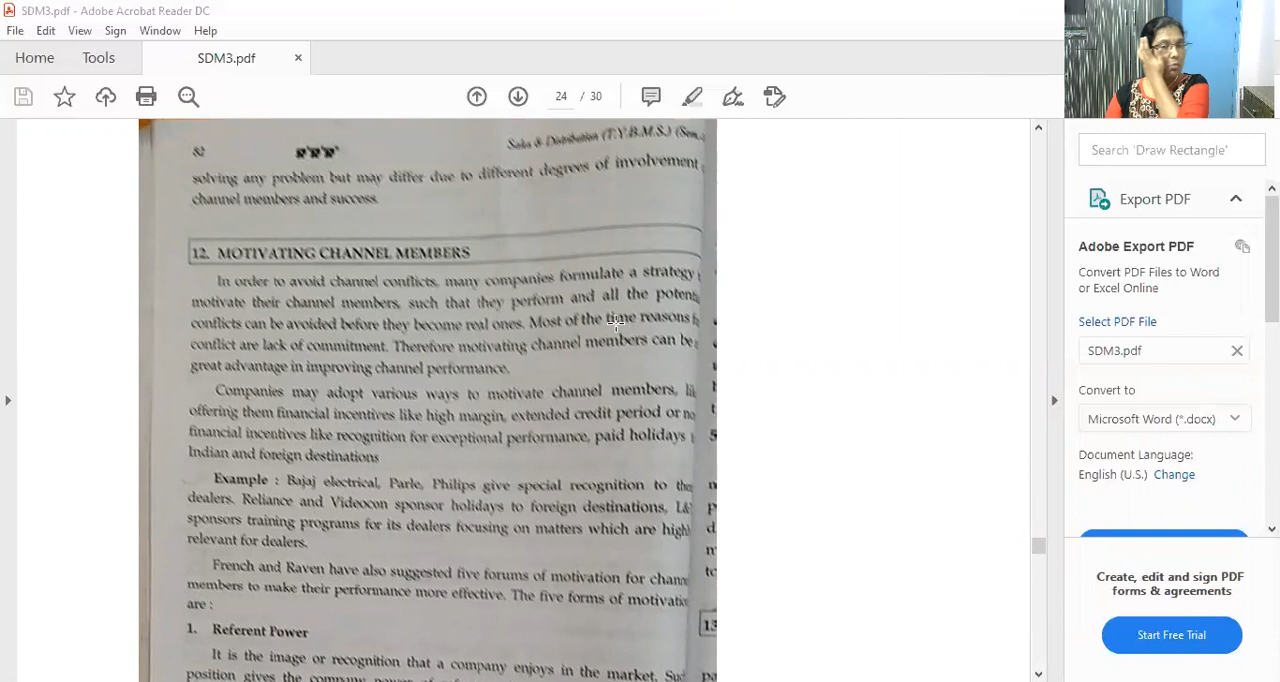 SDM3.pdf - Adobe Acrobat Reader DC
File Edit View Sign Window Help
Home Tools SDM3.pdf ×
24 / 30
82
Sales & Distribution (T.Y.B.M.S.) (Sem.
solving any problem but may differ due to different degrees of involvement
channel members and success.
12. MOTIVATING CHANNEL MEMBERS
In order to avoid channel conflicts, many companies formulate a strategy
motivate their channel members, such that they perform and all the potent
conflicts can be avoided before they become real ones. Most of the time reasons
conflict are lack of commitment. Therefore motivating channel members can be
great advantage in improving channel performance.
Companies may adopt various ways to motivate channel members, li
offering them financial incentives like high margin, extended credit period or no
financial incentives like recognition for exceptional performance, paid holidays
Indian and foreign destinations
Example : Bajaj electrical, Parle, Philips give special recognition to the
dealers. Reliance and Videocon sponsor holidays to foreign destinations, L&
sponsors training programs for its dealers focusing on matters which are high
relevant for dealers.
French and Raven have also suggested five forums of motivation for chann
members to make their performance more effective. The five forms of motivatio
are :
1. Referent Power
It is the image or recognition that a company enjoys in the market. Suc
position gives the company power of
13
Search 'Draw Rectangle'
Export PDF
Adobe Export PDF
Convert PDF Files to Word
or Excel Online
Select PDF File
SDM3.pdf
Convert to
Microsoft Word (*.docx)
Document Language:
English (U.S.) Change
Create, edit and sign PDF
forms & agreements
Start Free Trial